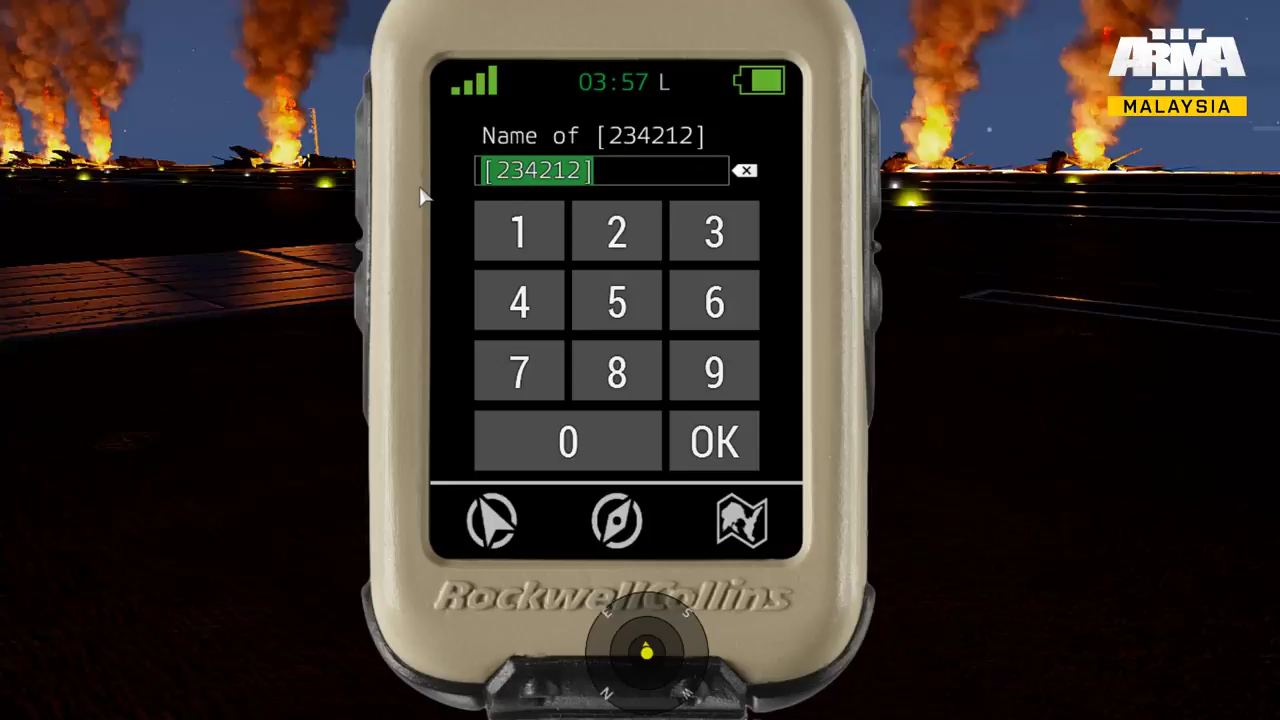 ARMA
III
MALAYSIA
03:57 L
Name of [234212]
[234212]
1 2 3
4 5 6
7 8 9
0 OK
RockwellCollins
E S
N W